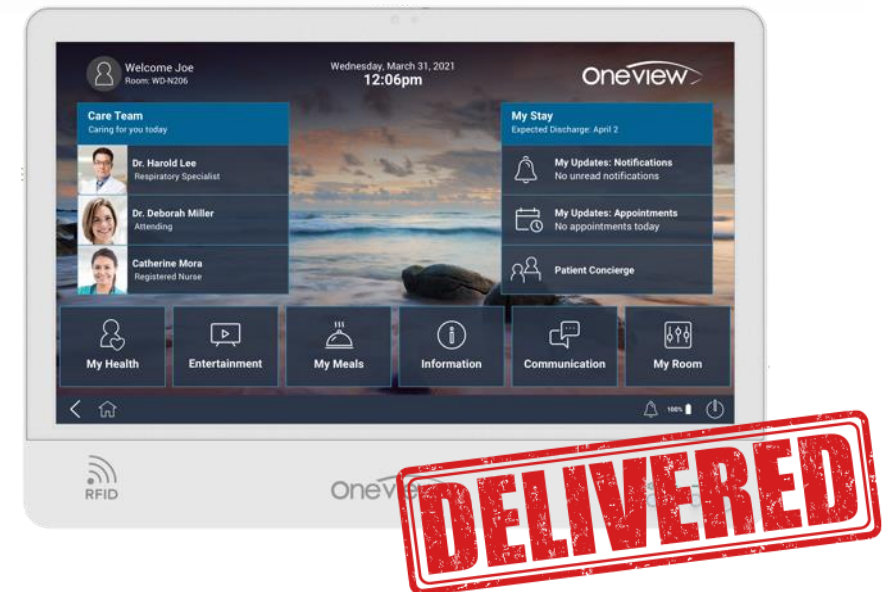 Welcome Joe
Room: WD-N206
Wednesday, March 31, 2021
12:06pm
Oneview
Care Team
Caring for you today
Dr. Harold Lee
Respiratory Specialist
Dr. Deborah Miller
Attending
Catherine Mora
Registered Nurse
My Stay
Expected Discharge: April 2
My Updates: Notifications
No unread notifications
My Updates: Appointments
No appointments today
Patient Concierge
My Health
Entertainment
My Meals
Information
Communication
My Room
100%
RFID
DELIVERED